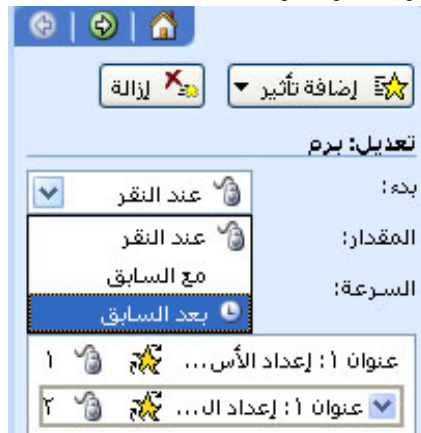 إضافة تأثير إزالة
تعديل: برم
بدء: عند النقر
المقدار: عند النقر
مع السابق
السرعة:
بعد السابق
عنوان ١: إعداد الأس... ١
عنوان ١: إعداد ال... ٢